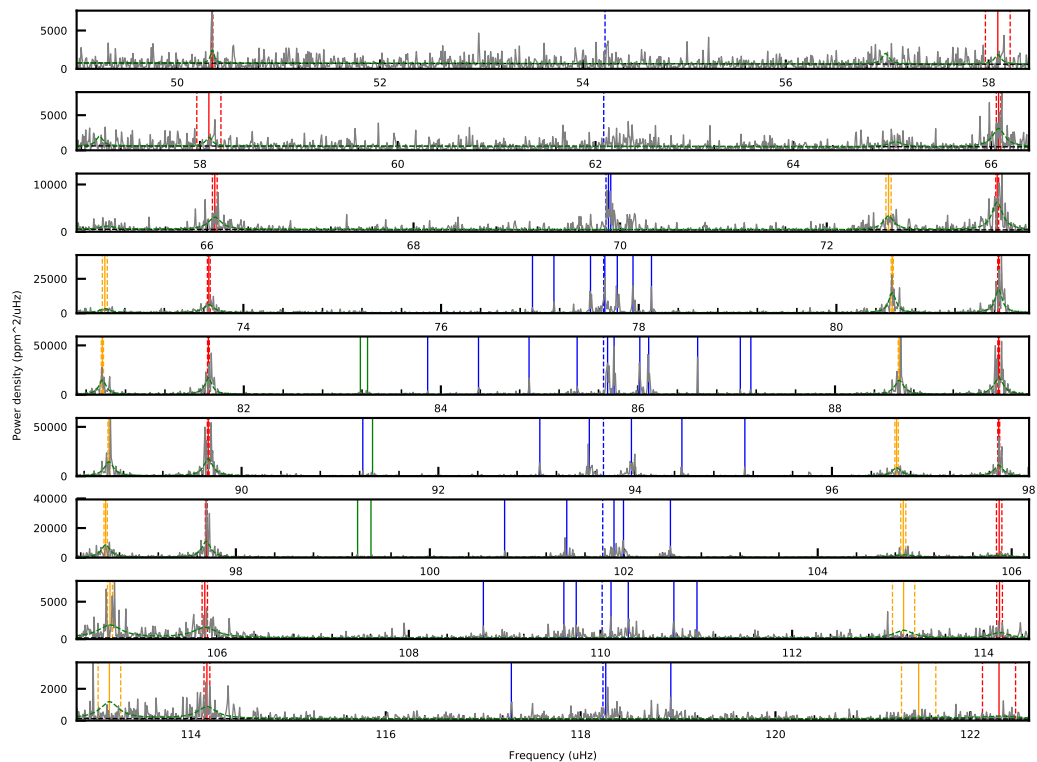 5000
0
50 52 54 56 58
5000
0
58 60 62 64 66
10000
0
66 68 70 72
25000
0
74 76 78 80
50000
0
82 84 86 88
50000
0
90 92 94 96 98
40000
20000
0
98 100 102 104 106
5000
0
106 108 110 112 114
2000
0
114 116 118 120 122
Power density (ppm^2/uHz)
Frequency (uHz)